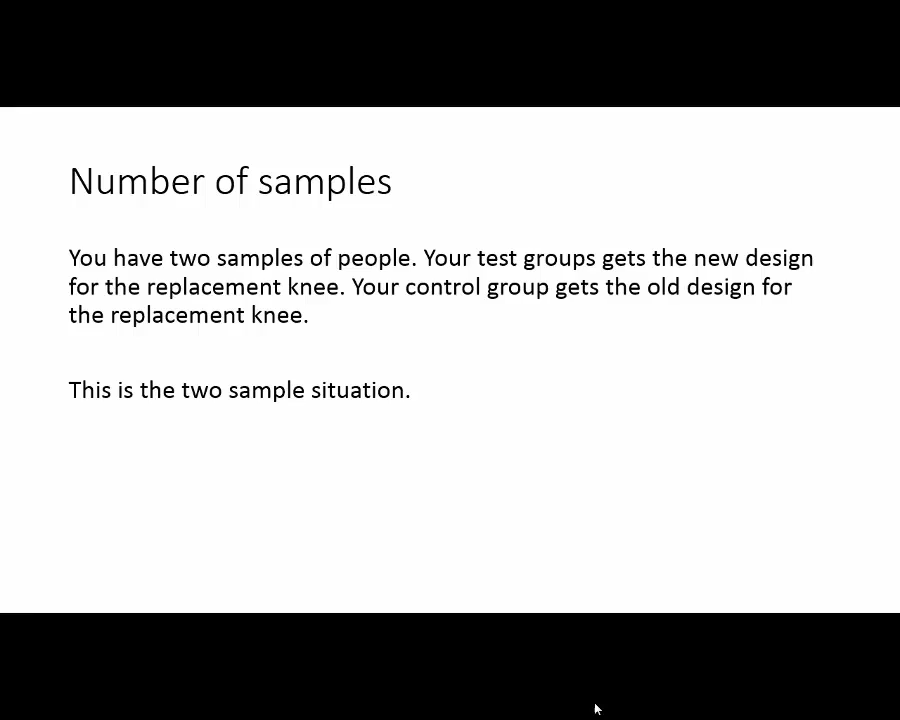 Number of samples
You have two samples of people. Your test groups gets the new design
for the replacement knee. Your control group gets the old design for
the replacement knee.
This is the two sample situation.